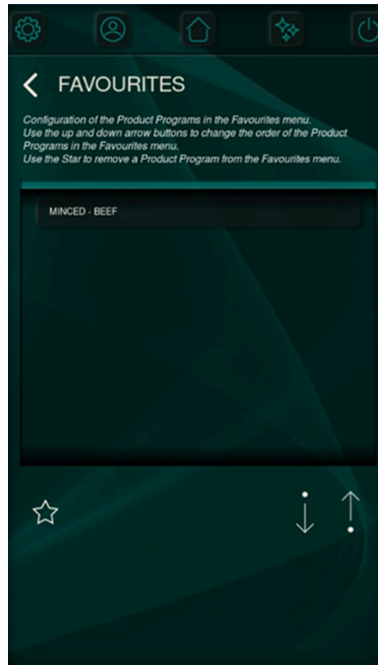 FAVOURITES
Configuration of the Product Programs in the Favourites menu.
Use the up and down arrow buttons to change the order of the Product
Programs in the Favourites menu.
Use the Star to remove a Product Program from the Favourites menu.
MINCED - BEEF